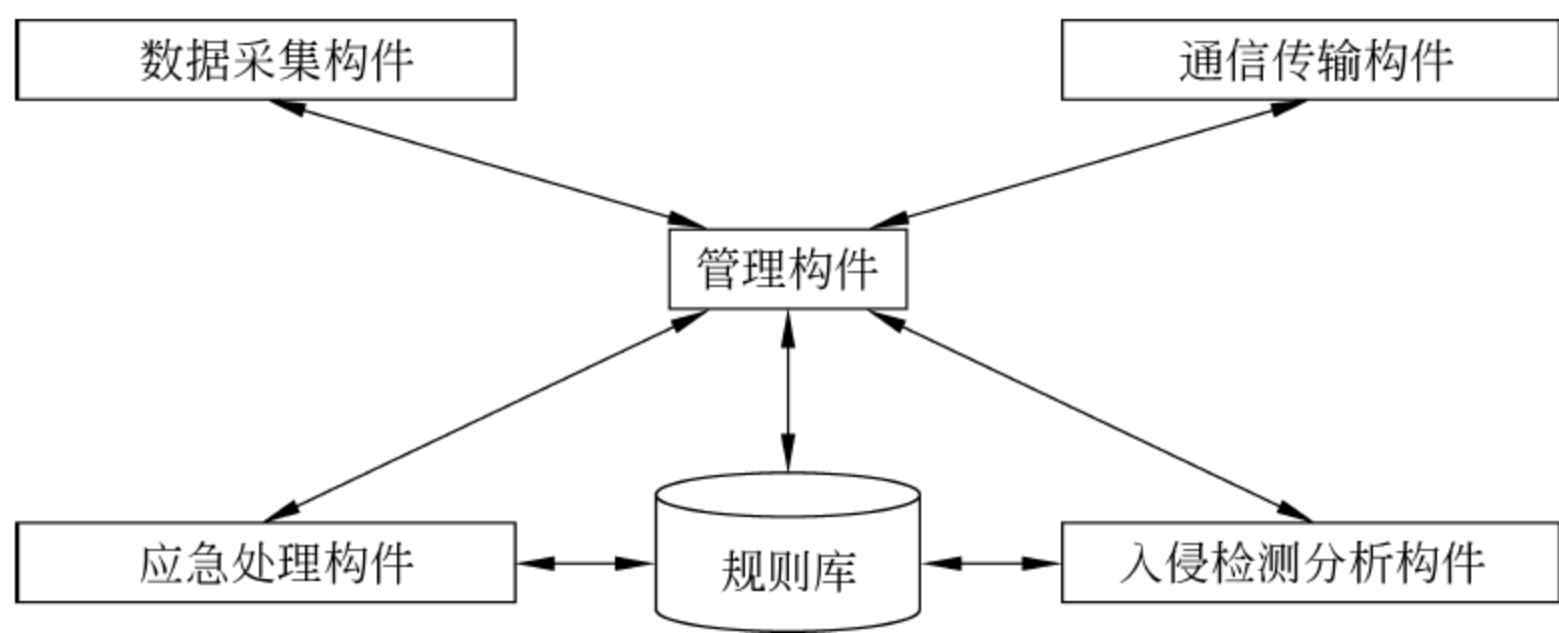 数据采集构件
通信传输构件
管理构件
应急处理构件
规则库
入侵检测分析构件